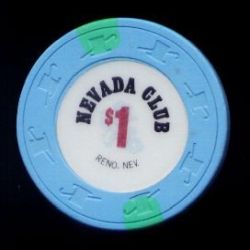 NEVADA CLUB
$1
RENO, NEV.